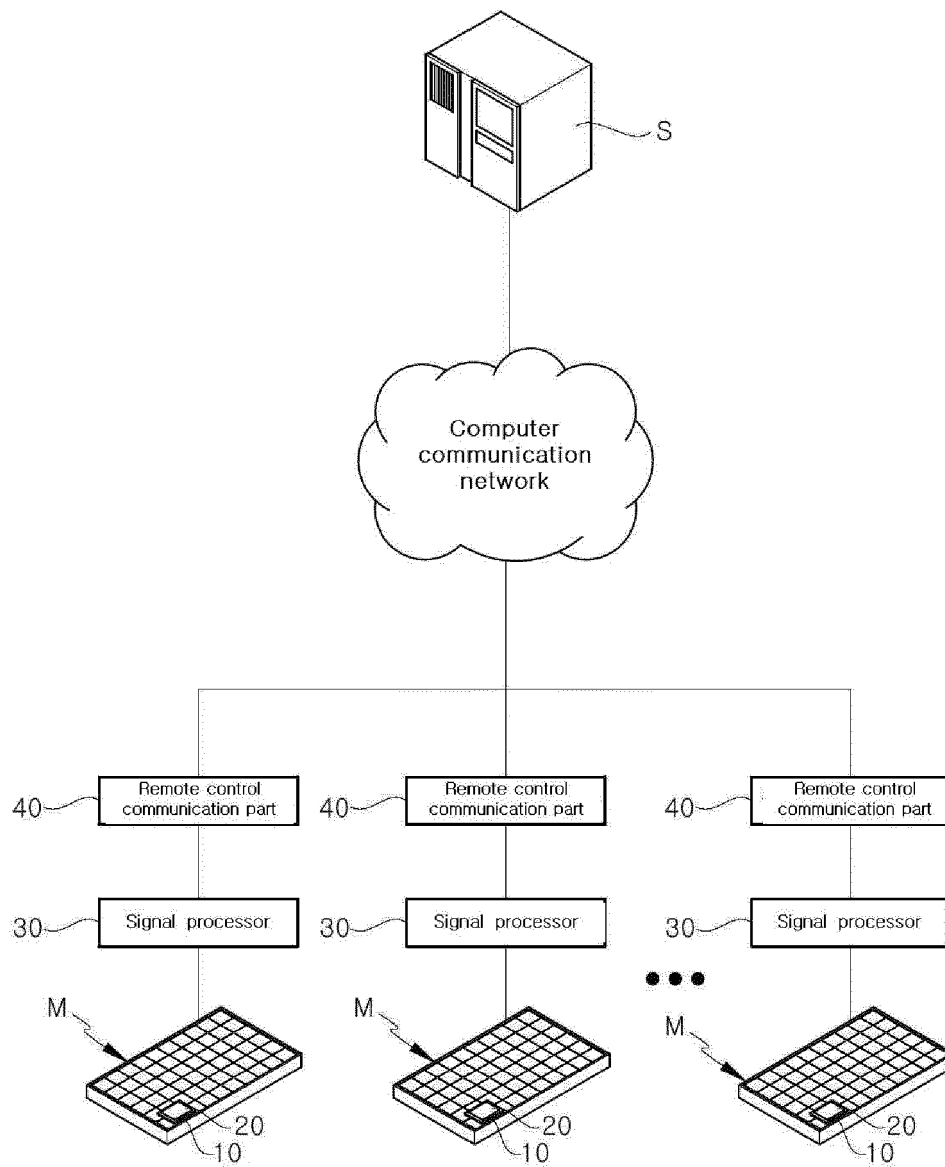 S
Computer
communication
network
Remote control
communication part
40
Remote control
communication part
40
Remote control
communication part
40
Signal processor
30
Signal processor
30
Signal processor
30
M
M
M
20
10
20
10
20
10